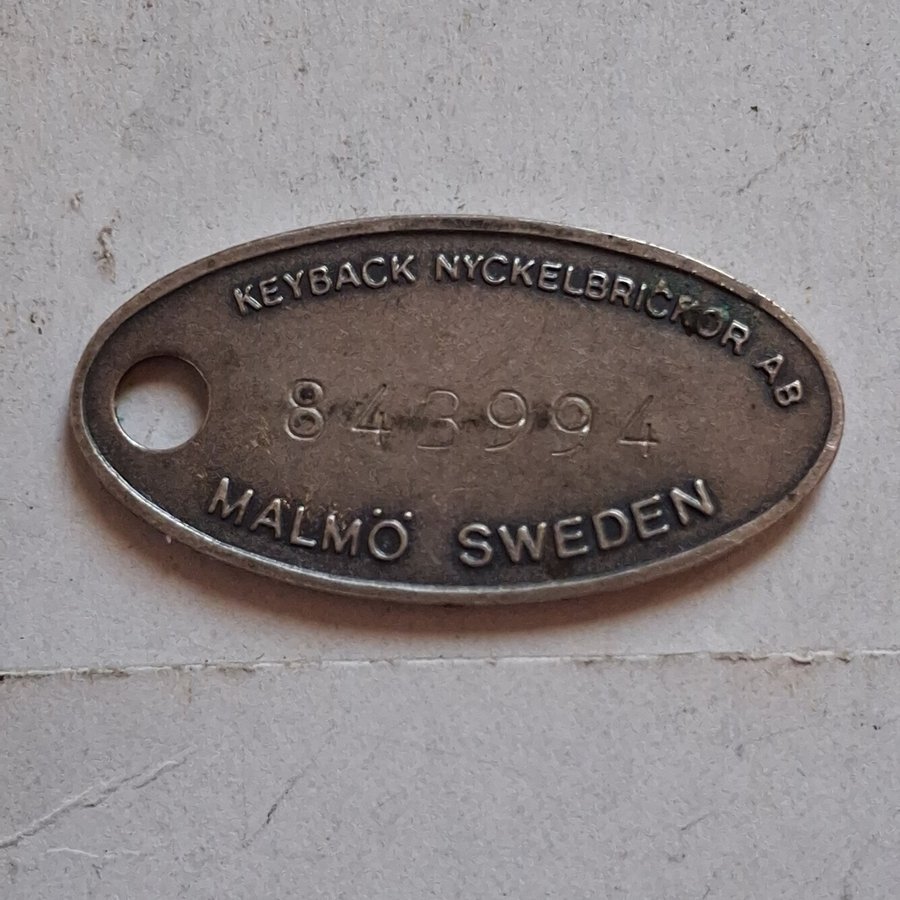 KEYBACK NYCKELBRICKOR AB
843994
MALMÖ SWEDEN